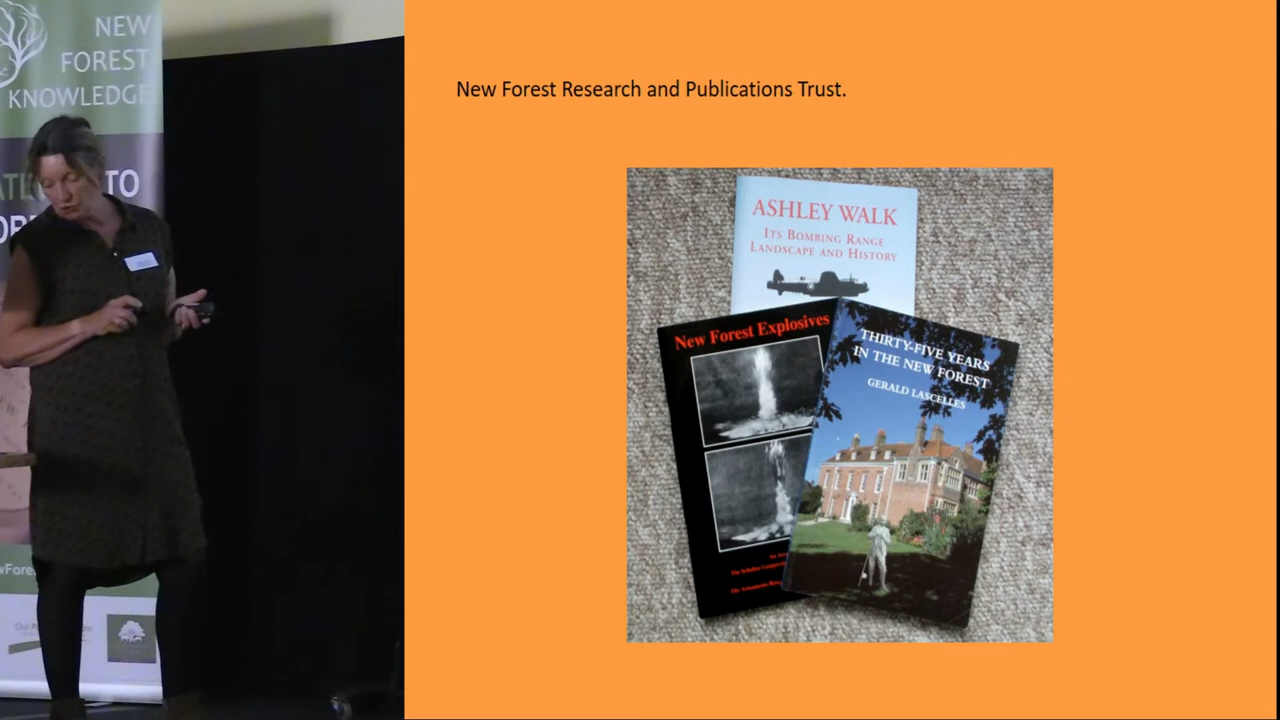 NEW
FOREST
KNOWLEDGE
TO
New Forest Research and Publications Trust.
ASHLEY WALK
ITS BOMBING RANGE
LANDSCAPE AND HISTORY
New Forest Explosives
THIRTY-FIVE YEARS
IN THE NEW FOREST
GERALD LASCELLES